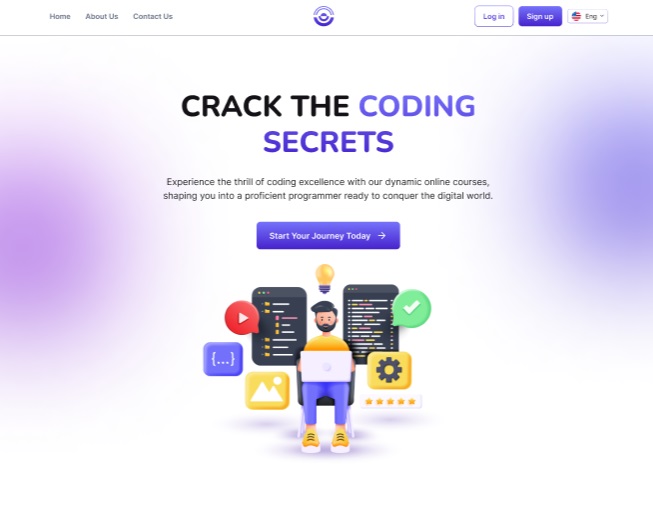 Home
About Us
Contact Us
Log in
Sign up
Eng
CRACK THE CODING
SECRETS
Experience the thrill of coding excellence with our dynamic online courses,
shaping you into a proficient programmer ready to conquer the digital world.
Start Your Journey Today →
{...}